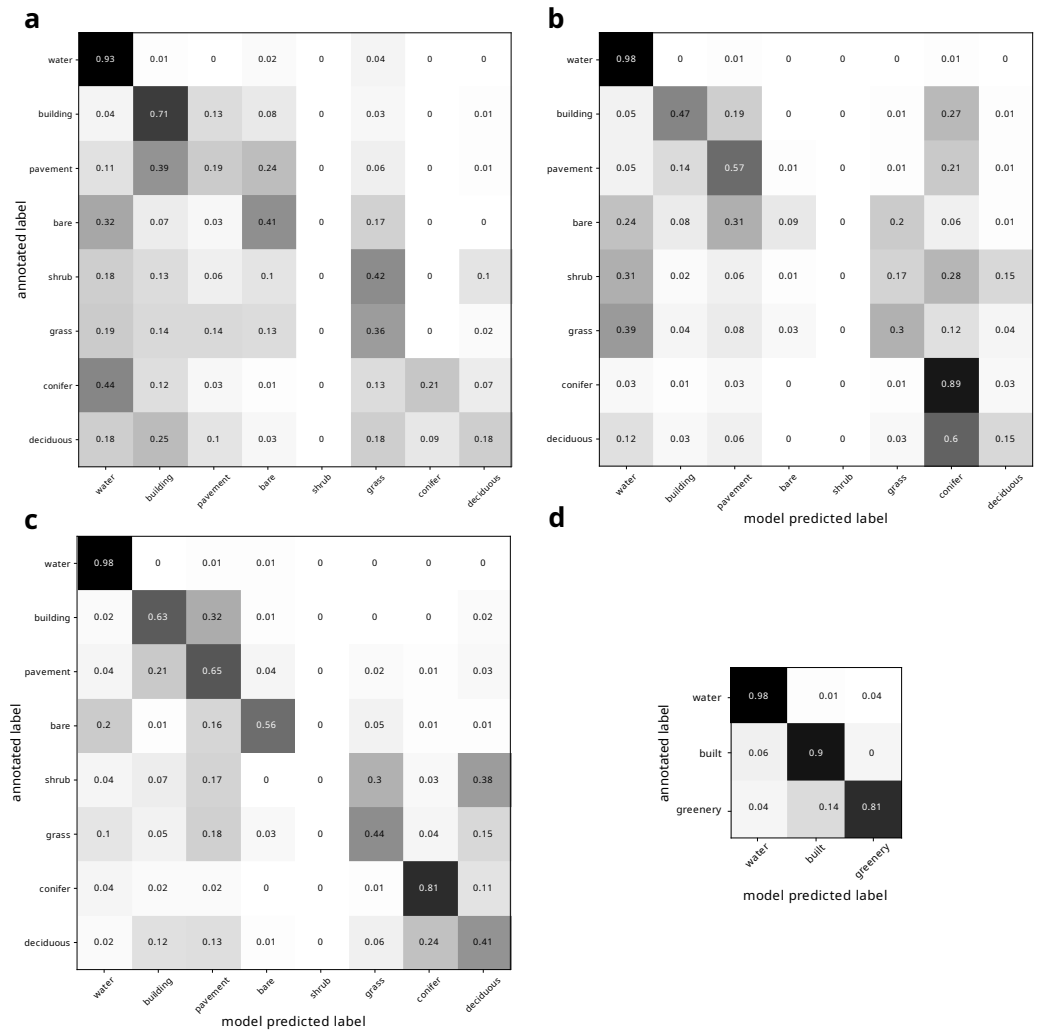 a
water 0.93 0.01 0 0.02 0 0.04 0 0
building 0.04 0.71 0.13 0.08 0 0.03 0 0.01
pavement 0.11 0.39 0.19 0.24 0 0.06 0 0.01
bare 0.32 0.07 0.03 0.41 0 0.17 0 0
shrub 0.18 0.13 0.06 0.1 0 0.42 0 0.1
grass 0.19 0.14 0.14 0.13 0 0.36 0 0.02
conifer 0.44 0.12 0.03 0.01 0 0.13 0.21 0.07
deciduous 0.18 0.25 0.1 0.03 0 0.18 0.09 0.18
water building pavement bare shrub grass conifer deciduous
annotated label
b
water 0.98 0 0.01 0 0 0 0.01 0
building 0.05 0.47 0.19 0 0 0.01 0.27 0.01
pavement 0.05 0.14 0.57 0.01 0 0.01 0.21 0.01
bare 0.24 0.08 0.31 0.09 0 0.2 0.06 0.01
shrub 0.31 0.02 0.06 0.01 0 0.17 0.28 0.15
grass 0.39 0.04 0.08 0.03 0 0.3 0.12 0.04
conifer 0.03 0.01 0.03 0 0 0.01 0.89 0.03
deciduous 0.12 0.03 0.06 0 0 0.03 0.6 0.15
water building pavement bare shrub grass conifer deciduous
model predicted label
c
water 0.98 0 0.01 0.01 0 0 0 0
building 0.02 0.63 0.32 0.01 0 0 0 0.02
pavement 0.04 0.21 0.65 0.04 0 0.02 0.01 0.03
bare 0.2 0.01 0.16 0.56 0 0.05 0.01 0.01
shrub 0.04 0.07 0.17 0 0 0.3 0.03 0.38
grass 0.1 0.05 0.18 0.03 0 0.44 0.04 0.15
conifer 0.04 0.02 0.02 0 0 0.01 0.81 0.11
deciduous 0.02 0.12 0.13 0.01 0 0.06 0.24 0.41
water building pavement bare shrub grass conifer deciduous
annotated label
model predicted label
d
water 0.98 0.01 0.04
built 0.06 0.9 0
greenery 0.04 0.14 0.81
water built greenery
annotated label
model predicted label